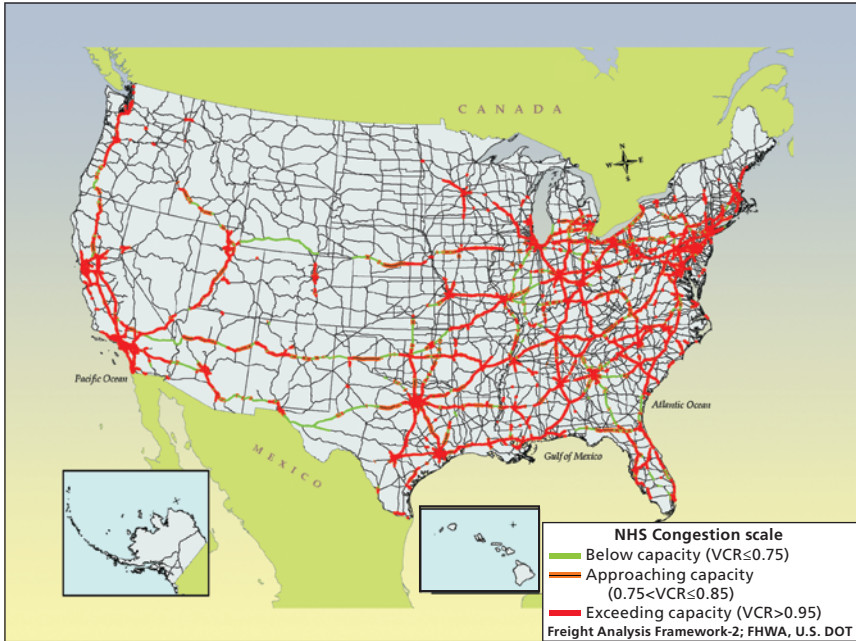 CANADA
N
W E
S
Pacific Ocean
Atlantic Ocean
MEXICO
Gulf of Mexico
NHS Congestion scale
Below capacity (VCR≤0.75)
Approaching capacity
(0.75<VCR≤0.85)
Exceeding capacity (VCR>0.95)
Freight Analysis Framework-2; FHWA, U.S. DOT